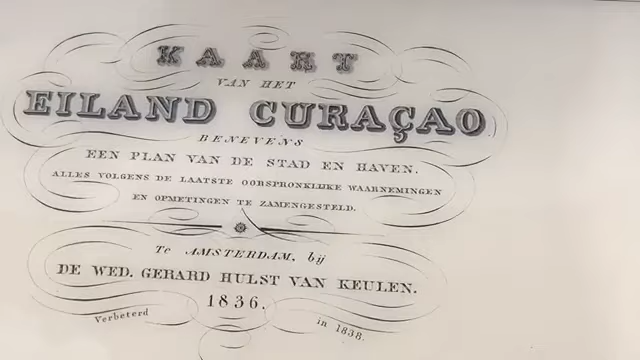 KAART
VAN HET
EILAND CURAÇAO
BENEVENS
EEN PLAN VAN DE STAD EN HAVEN.
ALLES VOLGENS DE LAATSTE OORSPRONKLIJKE WAARNEMINGEN
EN OPMETINGEN TE ZAMENGESTELD.
Te AMSTERDAM, bij
DE WED. GERARD HULST VAN KEULEN.
1836.
Verbeterd in 1838.